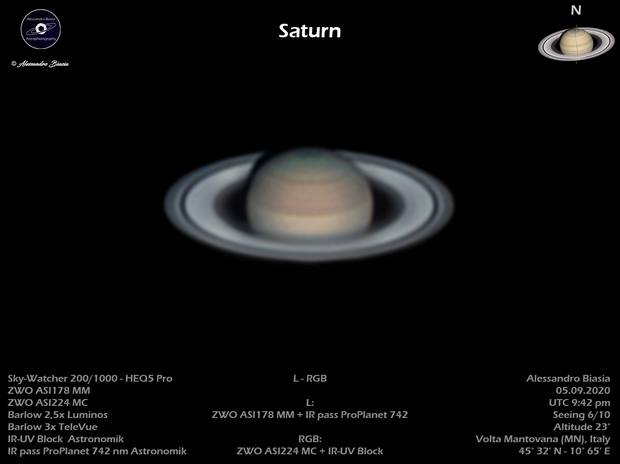 Alessandro Biasia
Astrophotography
© Alessandro Biasia
Saturn
N
Sky-Watcher 200/1000 - HEQ5 Pro
ZWO ASI178 MM
ZWO ASI224 MC
Barlow 2,5x Luminos
Barlow 3x TeleVue
IR-UV Block Astronomik
IR pass ProPlanet 742 nm Astronomik
L - RGB
L:
ZWO ASI178 MM + IR pass ProPlanet 742
RGB:
ZWO ASI224 MC + IR-UV Block
Alessandro Biasia
05.09.2020
UTC 9:42 pm
Seeing 6/10
Altitude 23°
Volta Mantovana (MN), Italy
45° 32' N - 10° 65' E